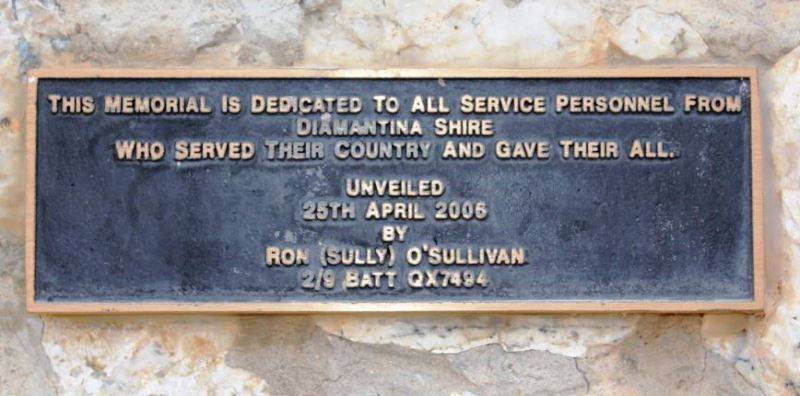 THIS MEMORIAL IS DEDICATED TO ALL SERVICE PERSONNEL FROM
DIAMANTINA SHIRE
WHO SERVED THEIR COUNTRY AND GAVE THEIR ALL.
UNVEILED
25TH APRIL 2006
BY
RON (SULLY) O'SULLIVAN
2/9 BATT QX7494